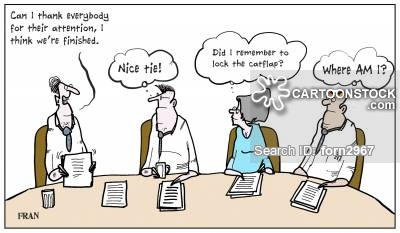 Can I thank everybody
for their attention, I
think we're finished.
Nice tie!
Did I remember to
lock the catflap?
Where AM I?
CARTOONSTOCK
.com
Search ID: forn2967
FRAN